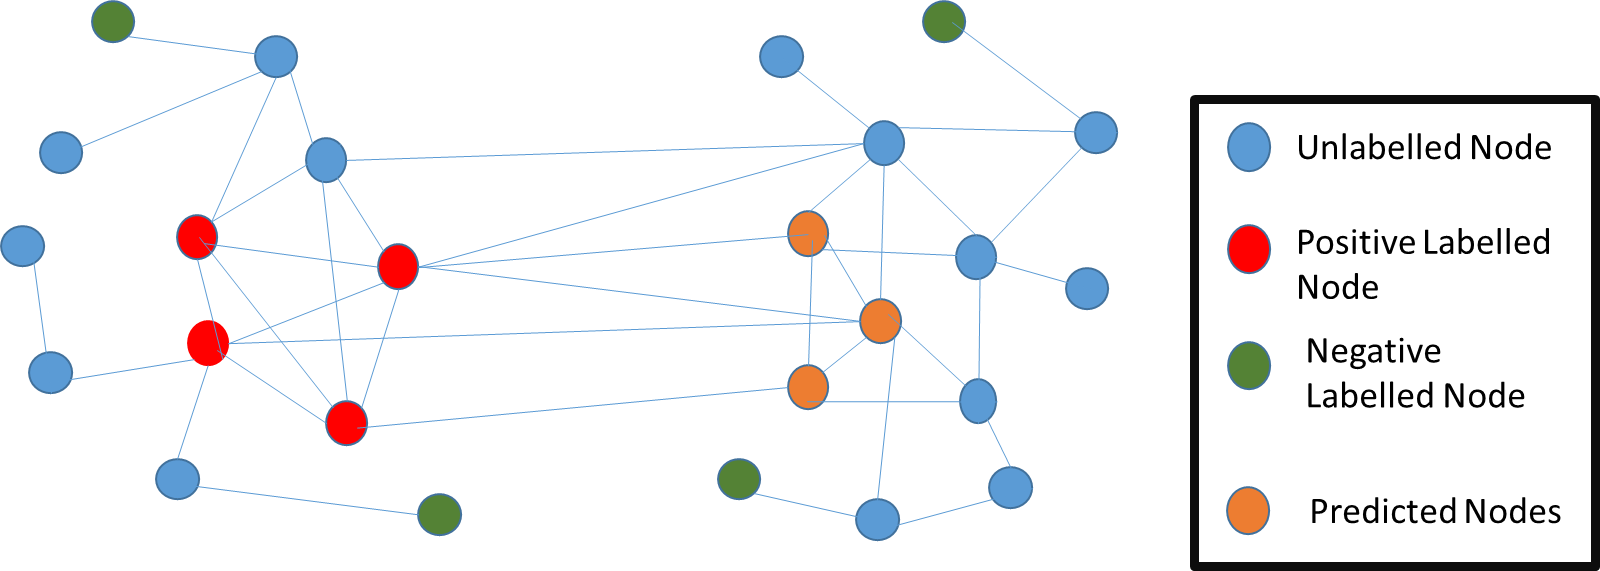 Unlabelled Node
Positive Labelled
Node
Negative
Labelled Node
Predicted Nodes